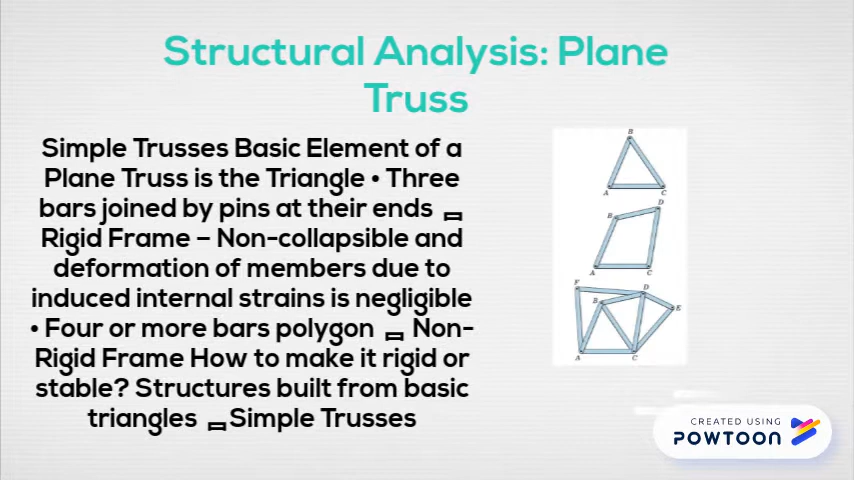 Structural Analysis: Plane
Truss
Simple Trusses Basic Element of a
Plane Truss is the Triangle • Three
bars joined by pins at their ends
Rigid Frame – Non-collapsible and
deformation of members due to
induced internal strains is negligible
• Four or more bars polygon Non-
Rigid Frame How to make it rigid or
stable? Structures built from basic
triangles Simple Trusses
B
A C
D
B
A C
F D
B E
A C
CREATED USING
POWTOON